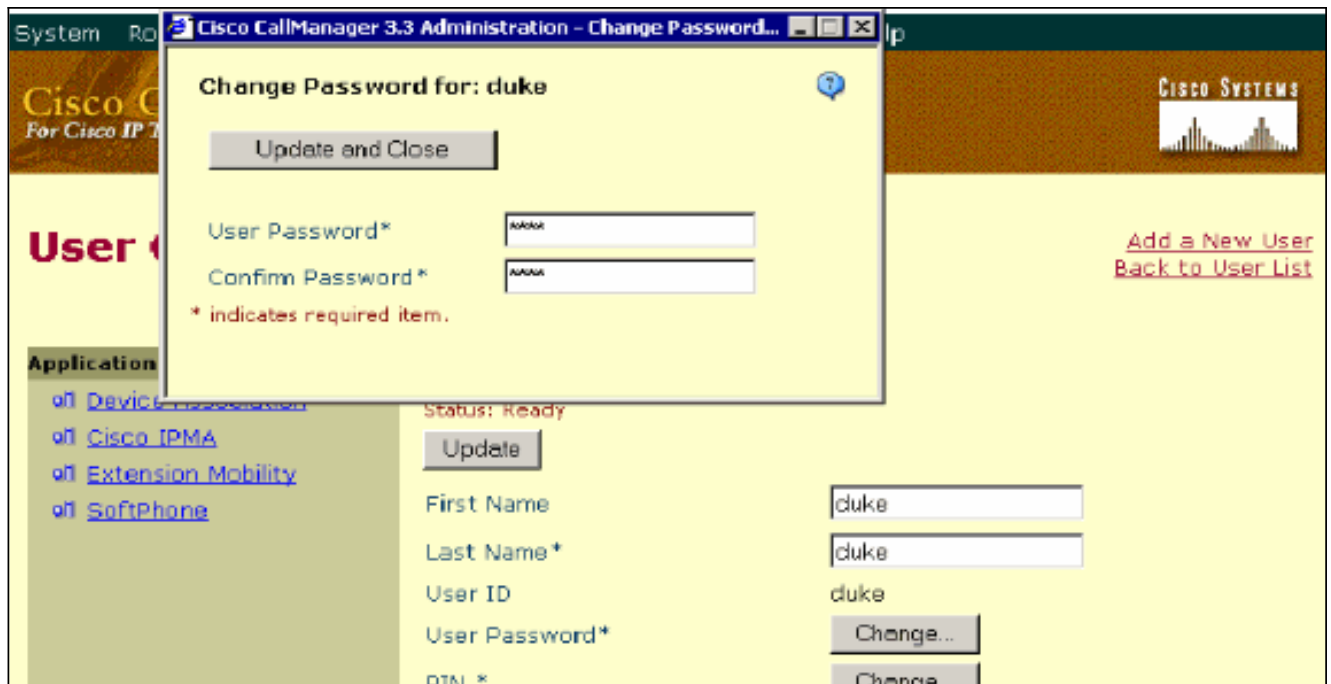 Cisco CallManager 3.3 Administration - Change Password...
System Ro lp
Change Password for: duke
Cisco C
For Cisco IP T
CISCO SYSTEMS
Update and Close
User Password* ****
Confirm Password* ****
* indicates required item.
User
Add a New User
Back to User List
Application
Device Association
Cisco IPMA
Extension Mobility
SoftPhone
Status: Ready
Update
First Name duke
Last Name* duke
User ID duke
User Password* Change...
PIN * Change...